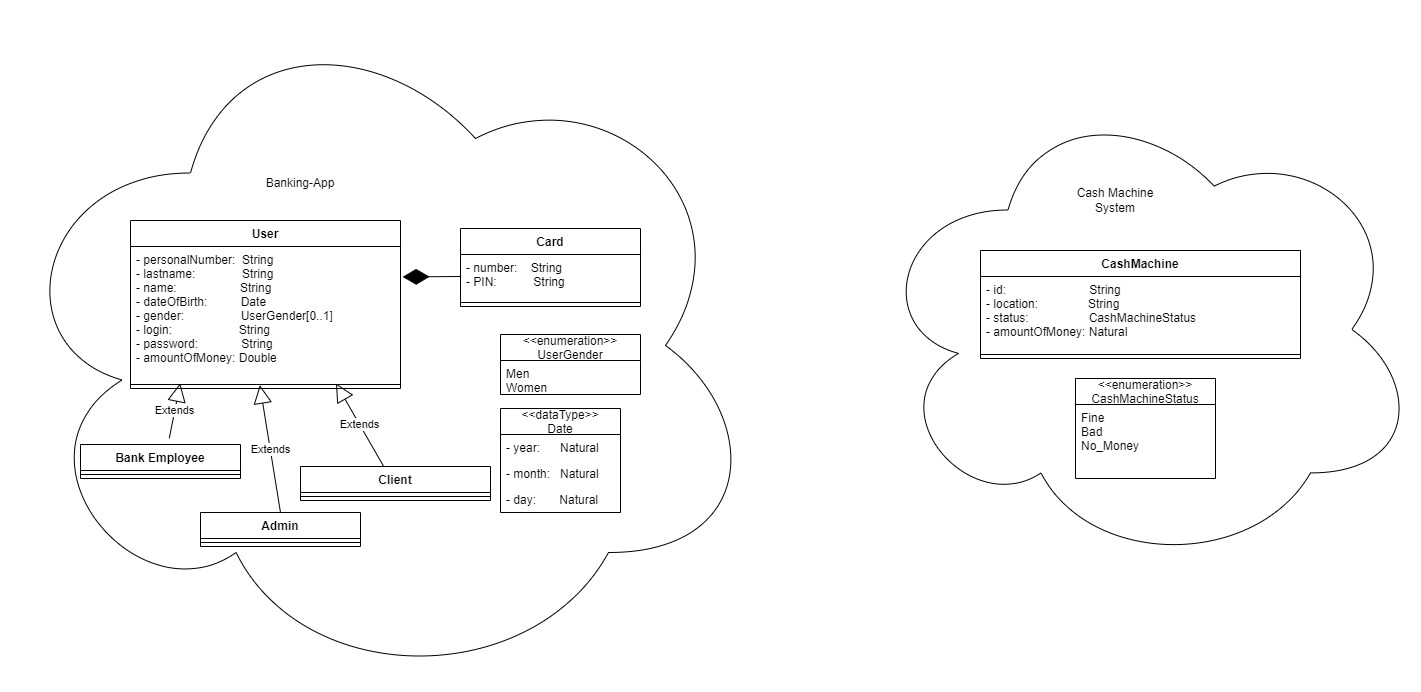 Banking-App
User
- personalNumber: String
- lastname: String
- name: String
- dateOfBirth: Date
- gender: UserGender[0..1]
- login: String
- password: String
- amountOfMoney: Double
Card
- number: String
- PIN: String
<<enumeration>>
UserGender
Men
Women
<<dataType>>
Date
- year: Natural
- month: Natural
- day: Natural
Extends
Extends
Extends
Bank Employee
Client
Admin
Cash Machine
System
CashMachine
- id: String
- location: String
- status: CashMachineStatus
- amountOfMoney: Natural
<<enumeration>>
CashMachineStatus
Fine
Bad
No_Money